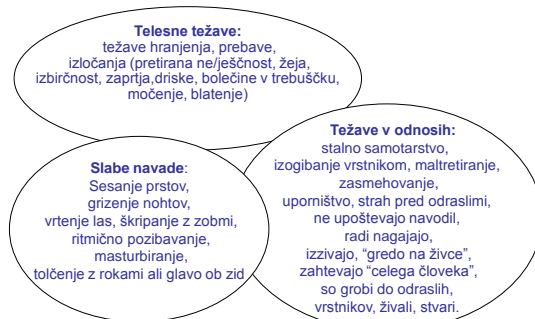 Telesne težave:
težave hranjenja, prebave,
izločanja (pretirana ne/ješčnost, žeja,
izbirčnost, zaprtja,driske, bolečine v trebuščku,
močenje, blatenje)
Slabe navade:
Sesanje prstov,
grizenje nohtov,
vrtenje las, škripanje z zobmi,
ritmično pozibavanje,
masturbiranje,
tolčenje z rokami ali glavo ob zid
Težave v odnosih:
stalno samotarstvo,
izogibanje vrstnikom, maltretiranje,
zasmehovanje,
uporništvo, strah pred odraslimi,
ne upoštevajo navodil,
radi nagajajo,
izzivajo, “gredo na živce”,
zahtevajo “celega človeka”,
so grobi do odraslih,
vrstnikov, živali, stvari.